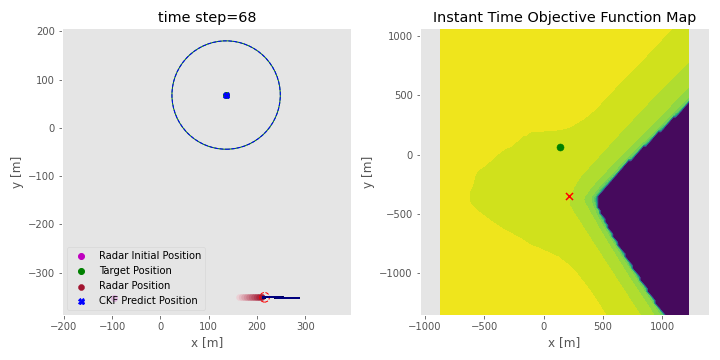 time step=68
200
100
0
−100
−200
−300
y [m]
Radar Initial Position
Target Position
Radar Position
CKF Predict Position
−200
−100
0
100
200
300
x [m]
Instant Time Objective Function Map
1000
500
0
−500
−1000
y [m]
−1000
−500
0
500
1000
x [m]